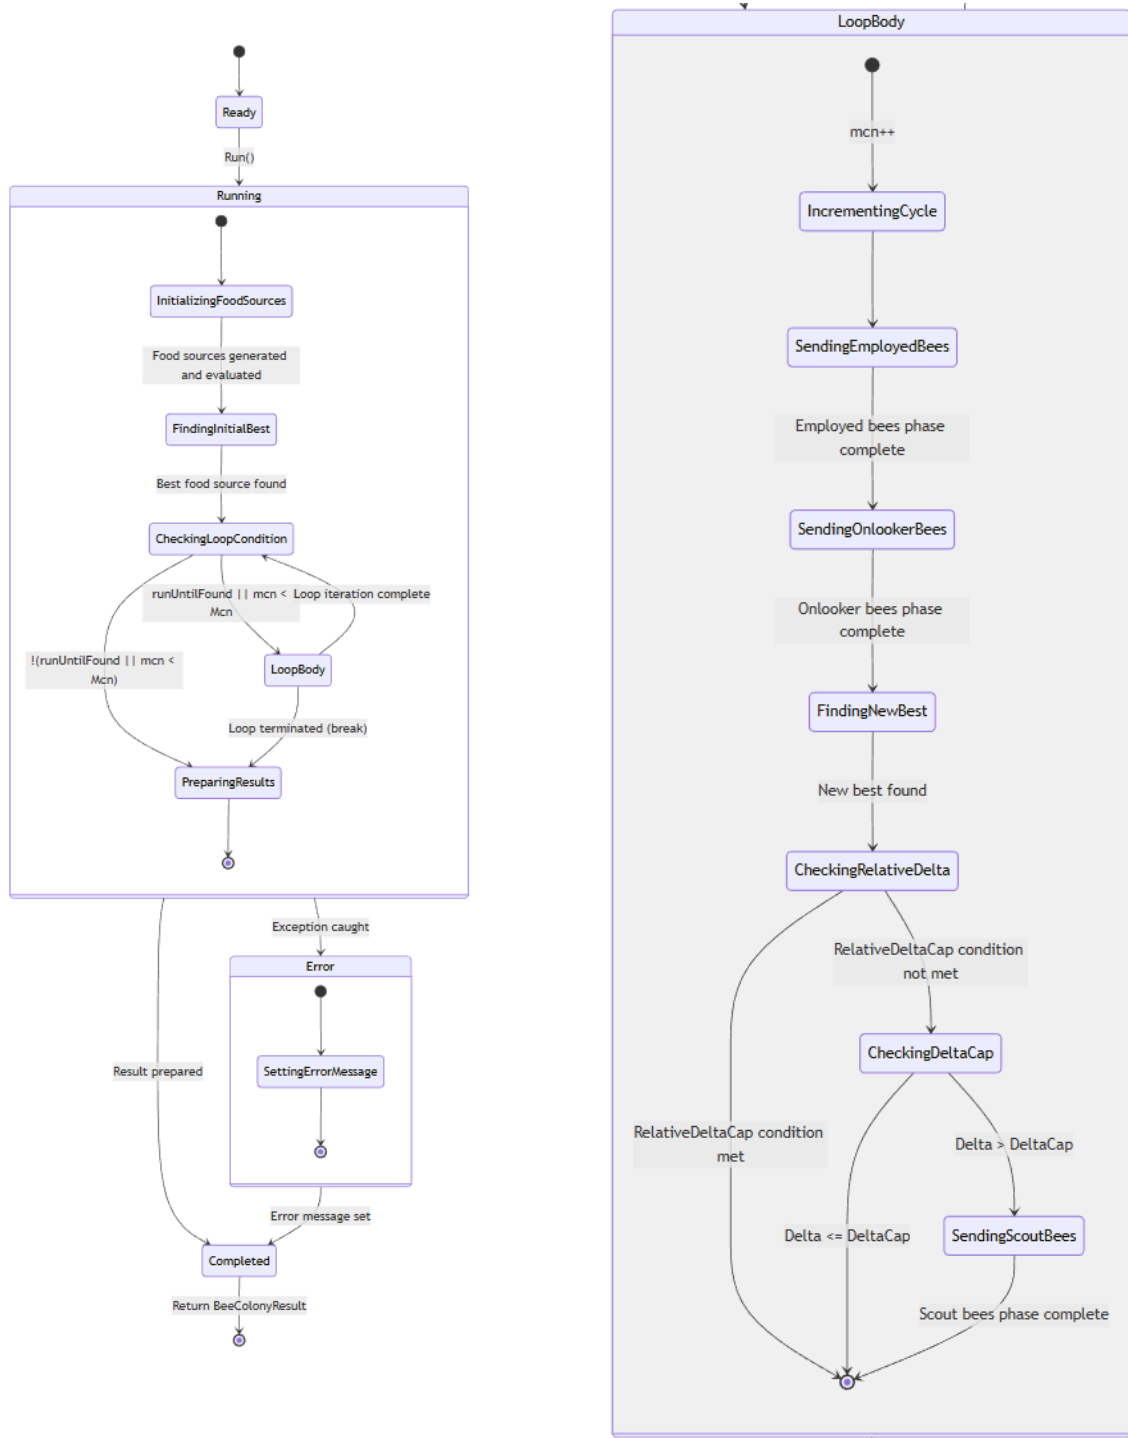 Ready
Run()
Running
InitializingFoodSources
Food sources generated
and evaluated
FindingInitialBest
Best food source found
CheckingLoopCondition
runUntilFound || mcn <
Mcn
Loop iteration complete
!(runUntilFound || mcn <
Mcn)
LoopBody
Loop terminated (break)
PreparingResults
Exception caught
Error
SettingErrorMessage
Result prepared
Error message set
Completed
Return BeeColonyResult
LoopBody
mcn++
IncrementingCycle
SendingEmployedBees
Employed bees phase
complete
SendingOnlookerBees
Onlooker bees phase
complete
FindingNewBest
New best found
CheckingRelativeDelta
RelativeDeltaCap condition
not met
CheckingDeltaCap
RelativeDeltaCap condition
met
Delta > DeltaCap
Delta <= DeltaCap
SendingScoutBees
Scout bees phase complete